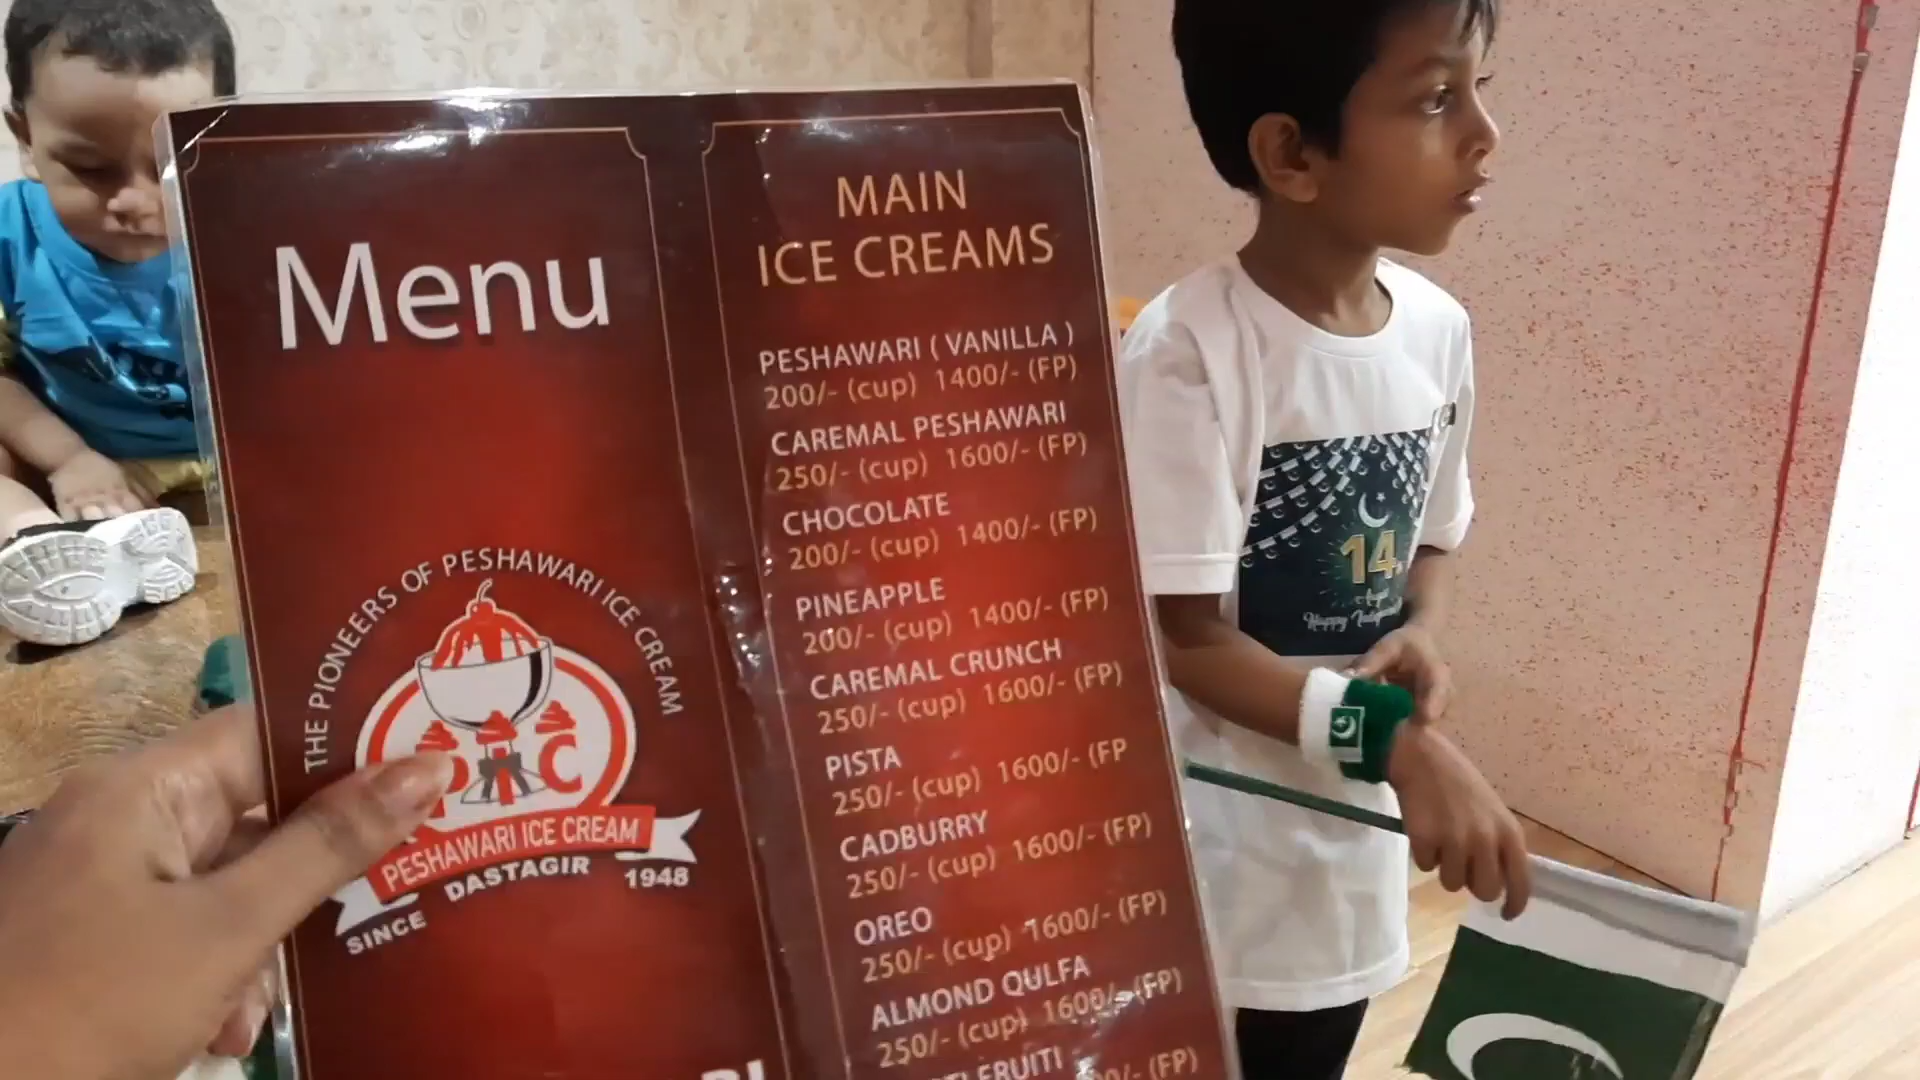 Menu
THE PIONEERS OF PESHAWARI ICE CREAM
PESHAWARI ICE CREAM
SINCE DASTAGIR 1948
MAIN
ICE CREAMS
PESHAWARI ( VANILLA )
200/- (cup) 1400/- (FP)
CAREMAL PESHAWARI
250/- (cup) 1600/- (FP)
CHOCOLATE
200/- (cup) 1400/- (FP)
PINEAPPLE
200/- (cup) 1400/- (FP)
CAREMAL CRUNCH
250/- (cup) 1600/- (FP)
PISTA
250/- (cup) 1600/- (FP
CADBURRY
250/- (cup) 1600/- (FP)
OREO
250/- (cup) 1600/- (FP)
ALMOND QULFA
250/- (cup) 1600/- (FP)
FRUITI
(FP)
14
Happy